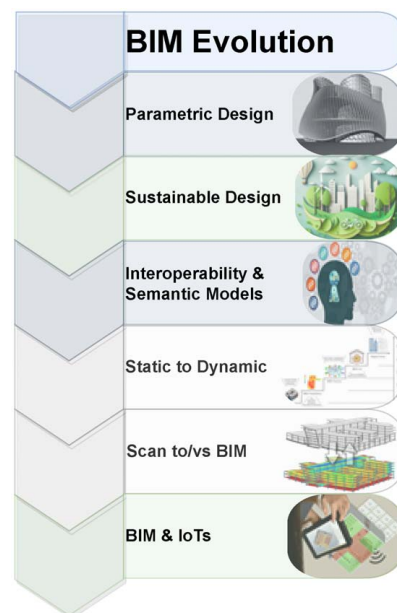 BIM Evolution
Parametric Design
Sustainable Design
Interoperability &
Semantic Models
Static to Dynamic
Scan to/vs BIM
BIM & IoTs